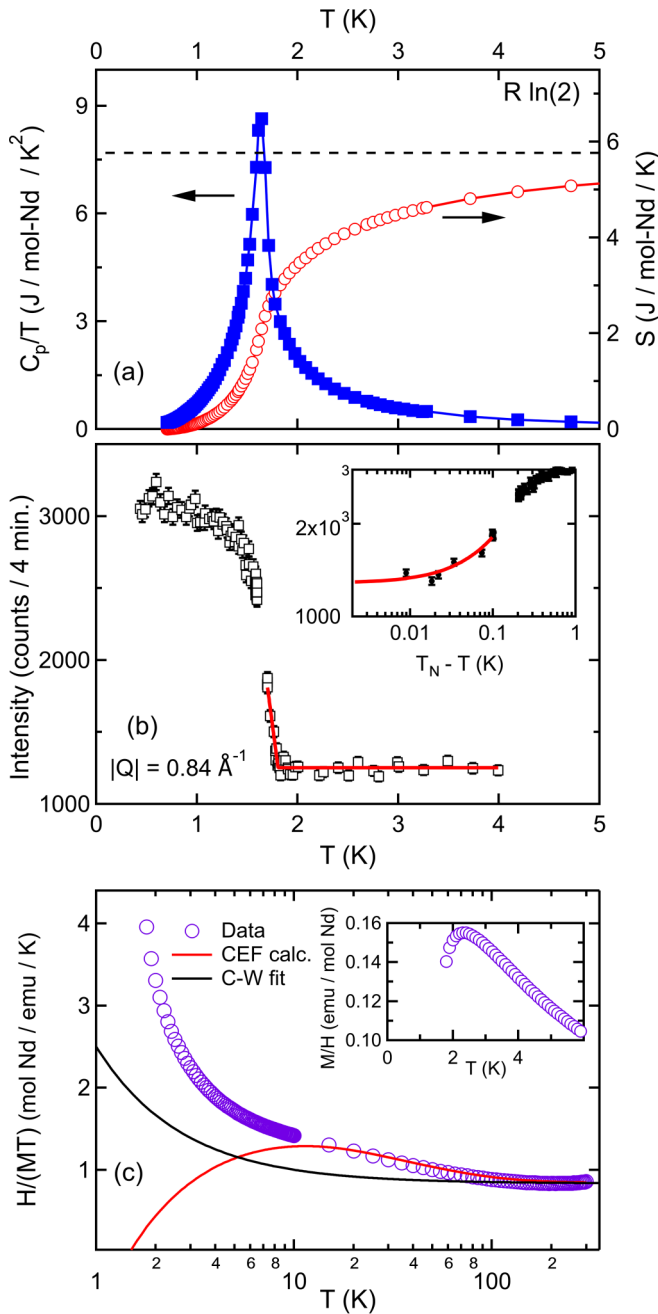 T (K)
0 1 2 3 4 5
R ln(2)
9
6
3
0
C_p/T (J / mol-Nd / K²)
8
6
4
2
0
S (J / mol-Nd / K)
(a)
3000
2000
1000
Intensity (counts / 4 min.)
3
2x10³
1000
0.01 0.1 1
T_N - T (K)
(b)
|Q| = 0.84 Å⁻¹
0 1 2 3 4 5
T (K)
4
3
2
1
H/(MT) (mol Nd / emu / K)
Data
CEF calc.
C-W fit
0.16
0.14
0.12
0.10
M/H (emu / mol Nd)
0 2 4
T (K)
(c)
1 2 4 6 8 10 2 4 6 8 100 2
T (K)